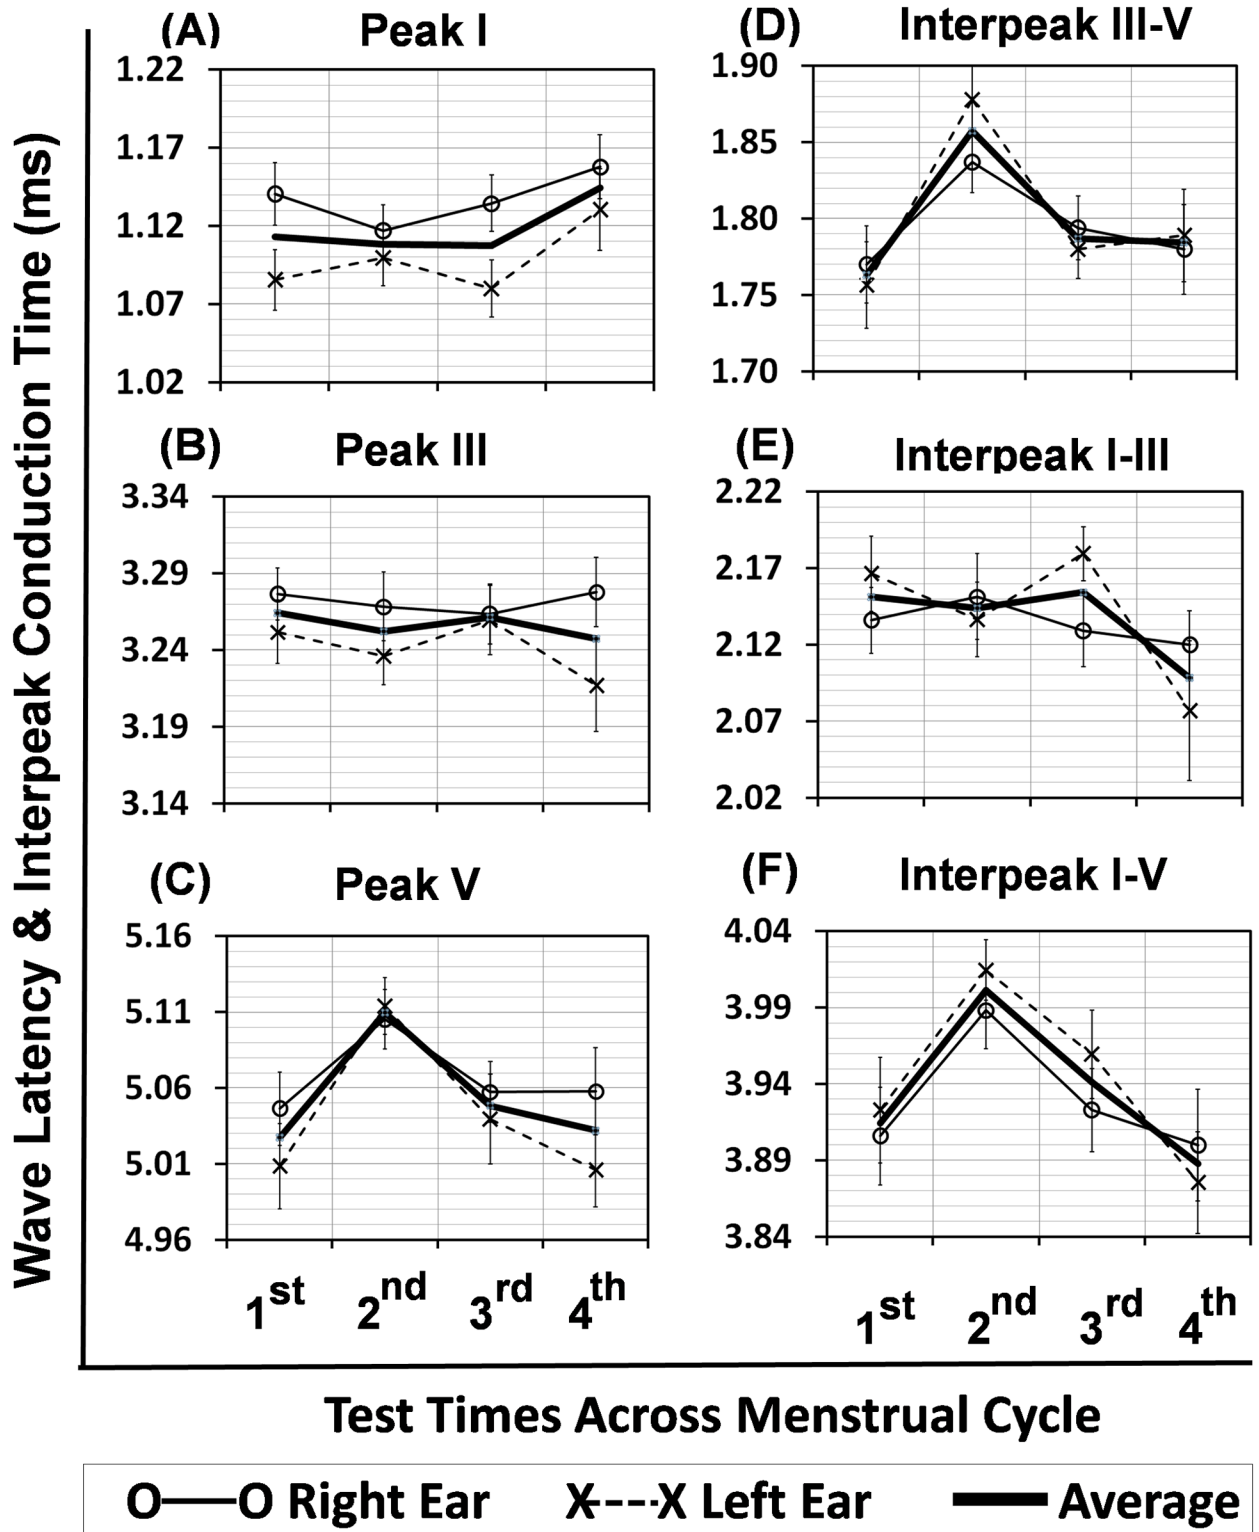 Wave Latency & Interpeak Conduction Time (ms)
(A) Peak I
1.22
1.17
1.12
1.07
1.02
(B) Peak III
3.34
3.29
3.24
3.19
3.14
(C) Peak V
5.16
5.11
5.06
5.01
4.96
1st 2nd 3rd 4th
(D) Interpeak III-V
1.90
1.85
1.80
1.75
1.70
(E) Interpeak I-III
2.22
2.17
2.12
2.07
2.02
(F) Interpeak I-V
4.04
3.99
3.94
3.89
3.84
1st 2nd 3rd 4th
Test Times Across Menstrual Cycle
O—O Right Ear X---X Left Ear Average